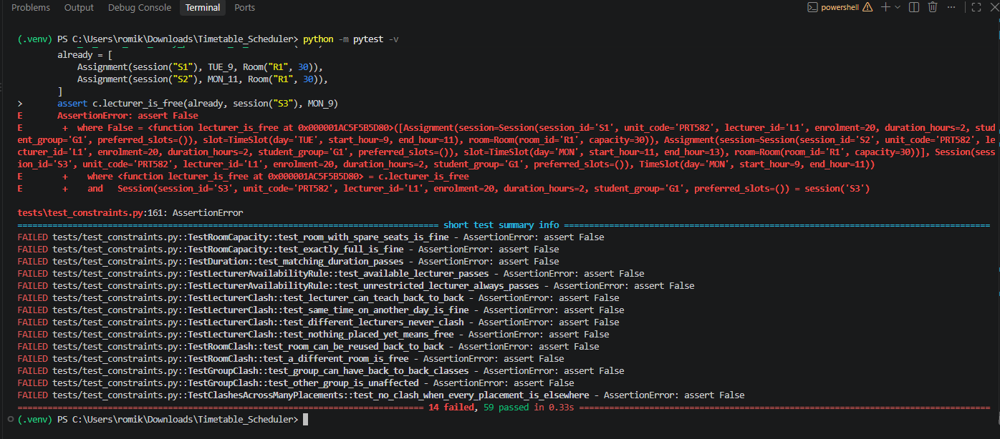 Problems Output Debug Console Terminal Ports
powershell
(.venv) PS C:\Users\romik\Downloads\Timetable_Scheduler> python -m pytest -v
already = [
Assignment(session("S1"), TUE_9, Room("R1", 30)),
Assignment(session("S2"), MON_11, Room("R1", 30)),
]
> assert c.lecturer_is_free(already, session("S3"), MON_9)
E AssertionError: assert False
E + where False = <function lecturer_is_free at 0x000001AC5F5B5D80>([Assignment(session=Session(session_id='S1', unit_code='PRT582', lecturer_id='L1', enrolment=20, duration_hours=2, stud
ent_group='G1', preferred_slots=()), slot=TimeSlot(day='TUE', start_hour=9, end_hour=11), room=Room(room_id='R1', capacity=30)), Assignment(session=Session(session_id='S2', unit_code='PRT582', le
cturer_id='L1', enrolment=20, duration_hours=2, student_group='G1', preferred_slots=()), slot=TimeSlot(day='MON', start_hour=11, end_hour=13), room=Room(room_id='R1', capacity=30))], Session(sess
ion_id='S3', unit_code='PRT582', lecturer_id='L1', enrolment=20, duration_hours=2, student_group='G1', preferred_slots=()), TimeSlot(day='MON', start_hour=9, end_hour=11))
E + where <function lecturer_is_free at 0x000001AC5F5B5D80> = c.lecturer_is_free
E + and Session(session_id='S3', unit_code='PRT582', lecturer_id='L1', enrolment=20, duration_hours=2, student_group='G1', preferred_slots=()) = session('S3')
tests\test_constraints.py:161: AssertionError
short test summary info
FAILED tests/test_constraints.py::TestRoomCapacity::test_room_with_spare_seats_is_fine - AssertionError: assert False
FAILED tests/test_constraints.py::TestRoomCapacity::test_exactly_full_is_fine - AssertionError: assert False
FAILED tests/test_constraints.py::TestDuration::test_matching_duration_passes - AssertionError: assert False
FAILED tests/test_constraints.py::TestLecturerAvailabilityRule::test_available_lecturer_passes - AssertionError: assert False
FAILED tests/test_constraints.py::TestLecturerAvailabilityRule::test_unrestricted_lecturer_always_passes - AssertionError: assert False
FAILED tests/test_constraints.py::TestLecturerClash::test_lecturer_can_teach_back_to_back - AssertionError: assert False
FAILED tests/test_constraints.py::TestLecturerClash::test_same_time_on_another_day_is_fine - AssertionError: assert False
FAILED tests/test_constraints.py::TestLecturerClash::test_different_lecturers_never_clash - AssertionError: assert False
FAILED tests/test_constraints.py::TestLecturerClash::test_nothing_placed_yet_means_free - AssertionError: assert False
FAILED tests/test_constraints.py::TestRoomClash::test_room_can_be_reused_back_to_back - AssertionError: assert False
FAILED tests/test_constraints.py::TestRoomClash::test_a_different_room_is_free - AssertionError: assert False
FAILED tests/test_constraints.py::TestGroupClash::test_group_can_have_back_to_back_classes - AssertionError: assert False
FAILED tests/test_constraints.py::TestGroupClash::test_other_group_is_unaffected - AssertionError: assert False
FAILED tests/test_constraints.py::TestClashesAcrossManyPlacements::test_no_clash_when_every_placement_is_elsewhere - AssertionError: assert False
14 failed, 59 passed in 0.33s
(.venv) PS C:\Users\romik\Downloads\Timetable_Scheduler>